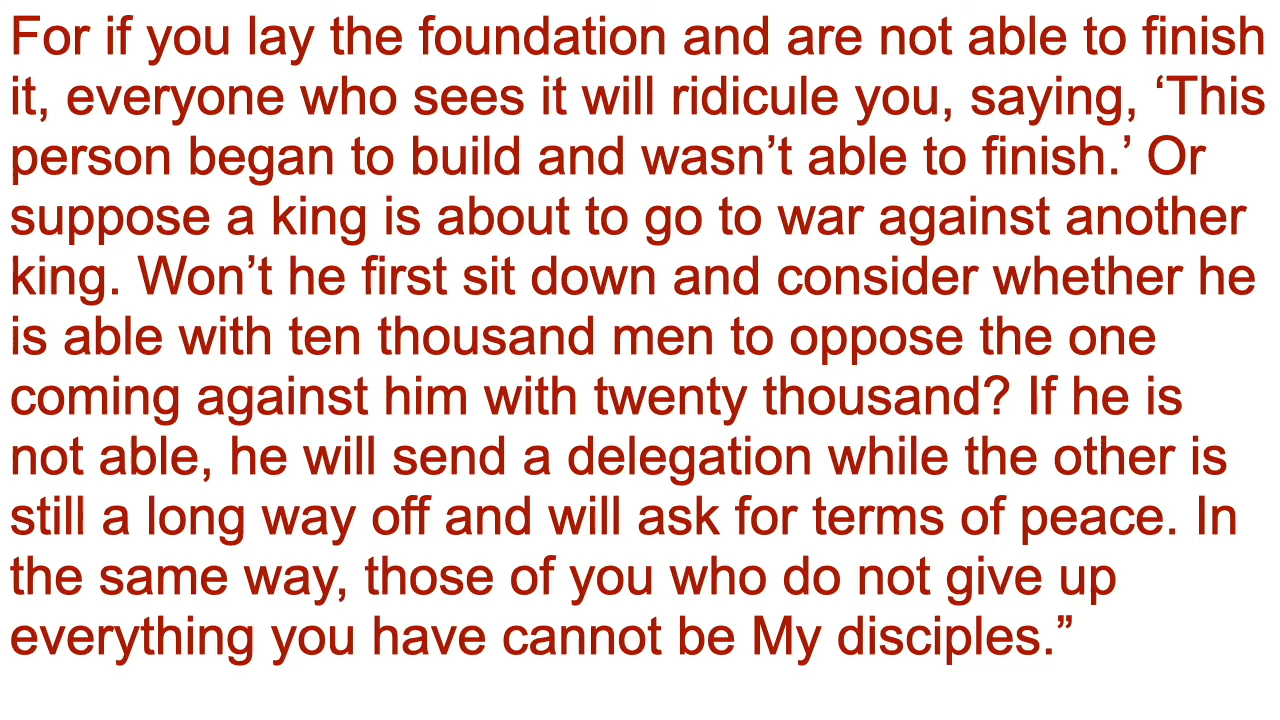 For if you lay the foundation and are not able to finish
it, everyone who sees it will ridicule you, saying, ‘This
person began to build and wasn’t able to finish.’ Or
suppose a king is about to go to war against another
king. Won’t he first sit down and consider whether he
is able with ten thousand men to oppose the one
coming against him with twenty thousand? If he is
not able, he will send a delegation while the other is
still a long way off and will ask for terms of peace. In
the same way, those of you who do not give up
everything you have cannot be My disciples.”